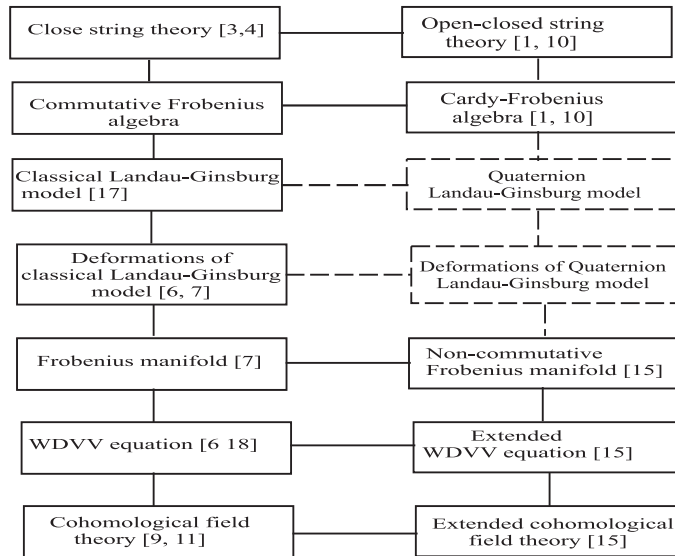 Close string theory [3,4]
Open-closed string
theory [1, 10]
Commutative Frobenius
algebra
Cardy-Frobenius
algebra [1, 10]
Classical Landau-Ginsburg
model [17]
Quaternion
Landau-Ginsburg model
Deformations of
classical Landau-Ginsburg
model [6, 7]
Deformations of Quaternion
Landau-Ginsburg model
Frobenius manifold [7]
Non-commutative
Frobenius manifold [15]
WDVV equation [6 18]
Extended
WDVV equation [15]
Cohomological field
theory [9, 11]
Extended cohomological
field theory [15]